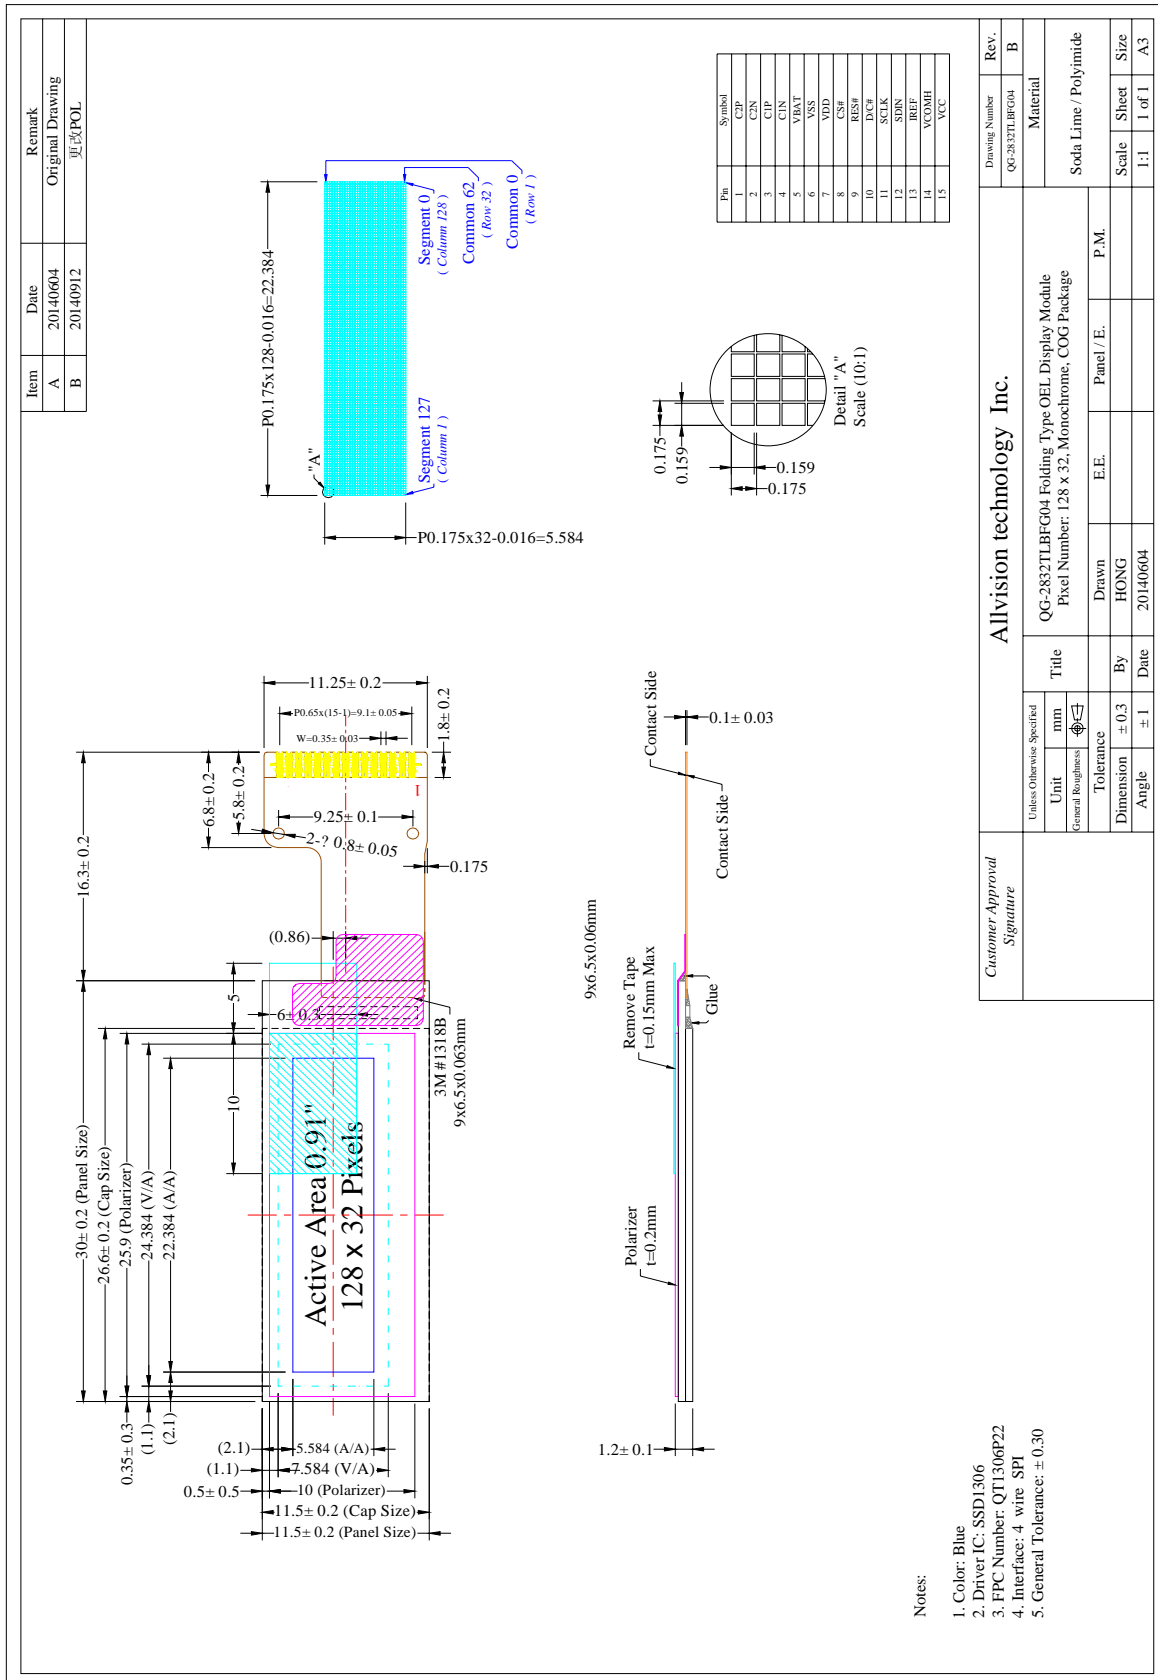 Item Date Remark
A 20140604 Original Drawing
B 20140912 更改POL
P0.175x128-0.016=22.384
"A"
P0.175x32-0.016=5.584
Segment 127
( Column 1 )
Segment 0
( Column 128 )
Common 62
( Row 32 )
Common 0
( Row 1 )
Detail "A"
Scale (10:1)
0.175
0.159
0.159
0.175
Pin Symbol
1 C2P
2 C2N
3 C1P
4 C1N
5 VBAT
6 VSS
7 VDD
8 CS#
9 RES#
10 D/C#
11 SCLK
12 SDIN
13 IREF
14 VCOMH
15 VCC
30± 0.2 (Panel Size)
26.6± 0.2 (Cap Size)
25.9 (Polarizer)
24.384 (V/A)
22.384 (A/A)
0.35± 0.3
(1.1)
(2.1)
16.3± 0.2
6.8± 0.2
5.8± 0.2
1.8± 0.2
11.25± 0.2
P0.65x(15-1)=9.1± 0.05
W=0.35± 0.03
9.25± 0.1
2-? 0.8± 0.05
1
0.175
(0.86)
5
6± 0.3
10
3M #1318B
9x6.5x0.063mm
Active Area 0.91"
128 x 32 Pixels
(2.1) 5.584 (A/A)
(1.1) 7.584 (V/A)
0.5± 0.5 10 (Polarizer)
11.5± 0.2 (Cap Size)
11.5± 0.2 (Panel Size)
9x6.5x0.06mm
Remove Tape
t=0.15mm Max
Polarizer
t=0.2mm
Glue
Contact Side
Contact Side
0.1± 0.03
1.2± 0.1
Notes:
1. Color: Blue
2. Driver IC: SSD1306
3. FPC Number: QT1306P22
4. Interface: 4 wire SPI
5. General Tolerance: ± 0.30
Customer Approval
Signature
Allvision technology Inc.
Drawing Number Rev.
QG-2832TLBFG04 B
Unless Otherwise Specified
Unit mm
General Roughness
Tolerance
Dimension ± 0.3
Angle ± 1
Title
QG-2832TLBFG04 Folding Type OEL Display Module
Pixel Number: 128 x 32, Monochrome, COG Package
Material
Soda Lime / Polyimide
Drawn E.E. Panel / E. P.M.
By HONG
Date 20140604
Scale Sheet Size
1:1 1 of 1 A3